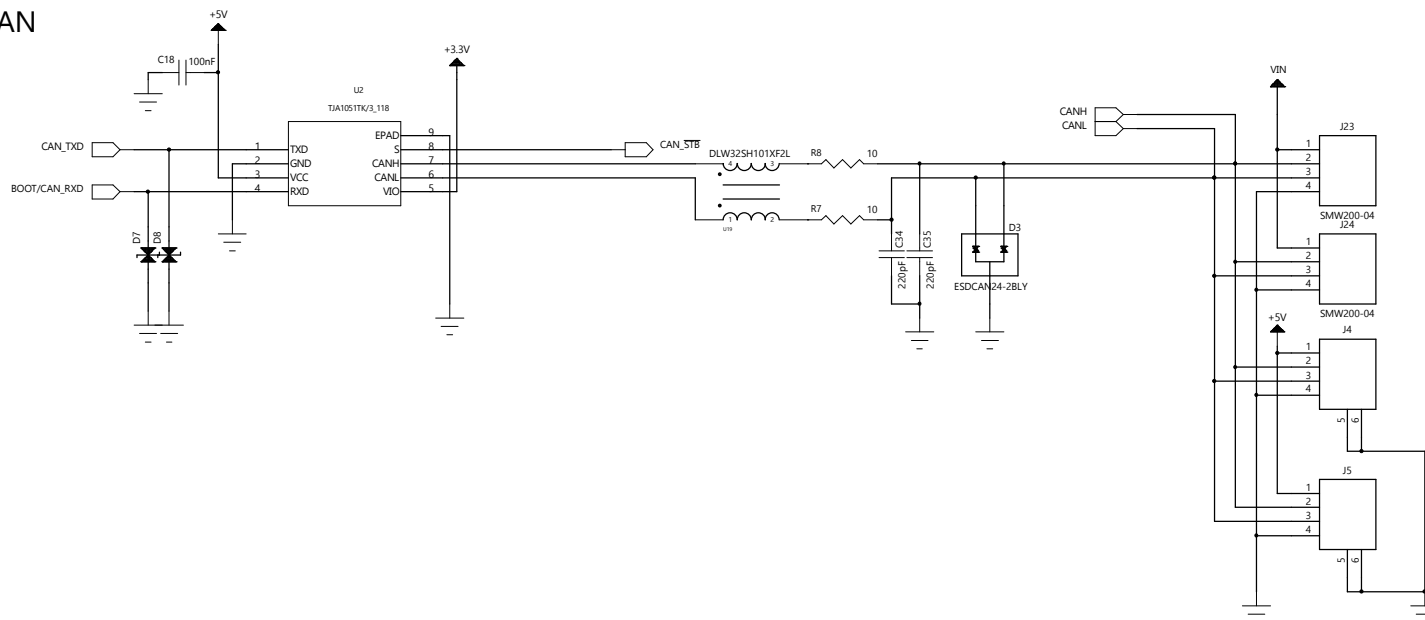 AN
+5V
C18
100nF
U2
TJA1051TK/3_118
+3.3V
CAN_TXD
BOOT/CAN_RXD
1
2
3
4
TXD
GND
VCC
RXD
EPAD
S
CANH
CANL
VIO
9
8
7
6
5
D7
D8
CAN_STB
DLW32SH101XF2L
4
3
1
2
U19
R8
10
R7
10
C34
220pF
C35
220pF
D3
ESDCAN24-2BLY
CANH
CANL
VIN
J23
1
2
3
4
SMW200-04
J24
1
2
3
4
SMW200-04
+5V
J4
1
2
3
4
5
6
J5
1
2
3
4
5
6